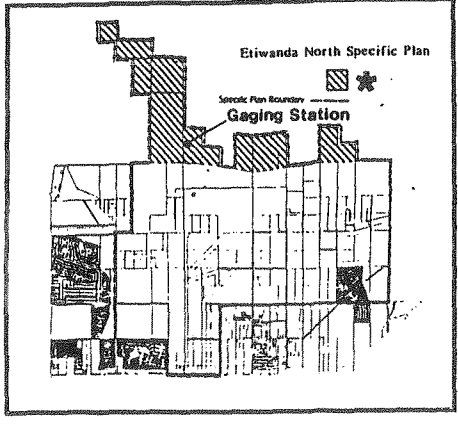 Etiwanda North Specific Plan
Specific Plan Boundary
Gaging Station